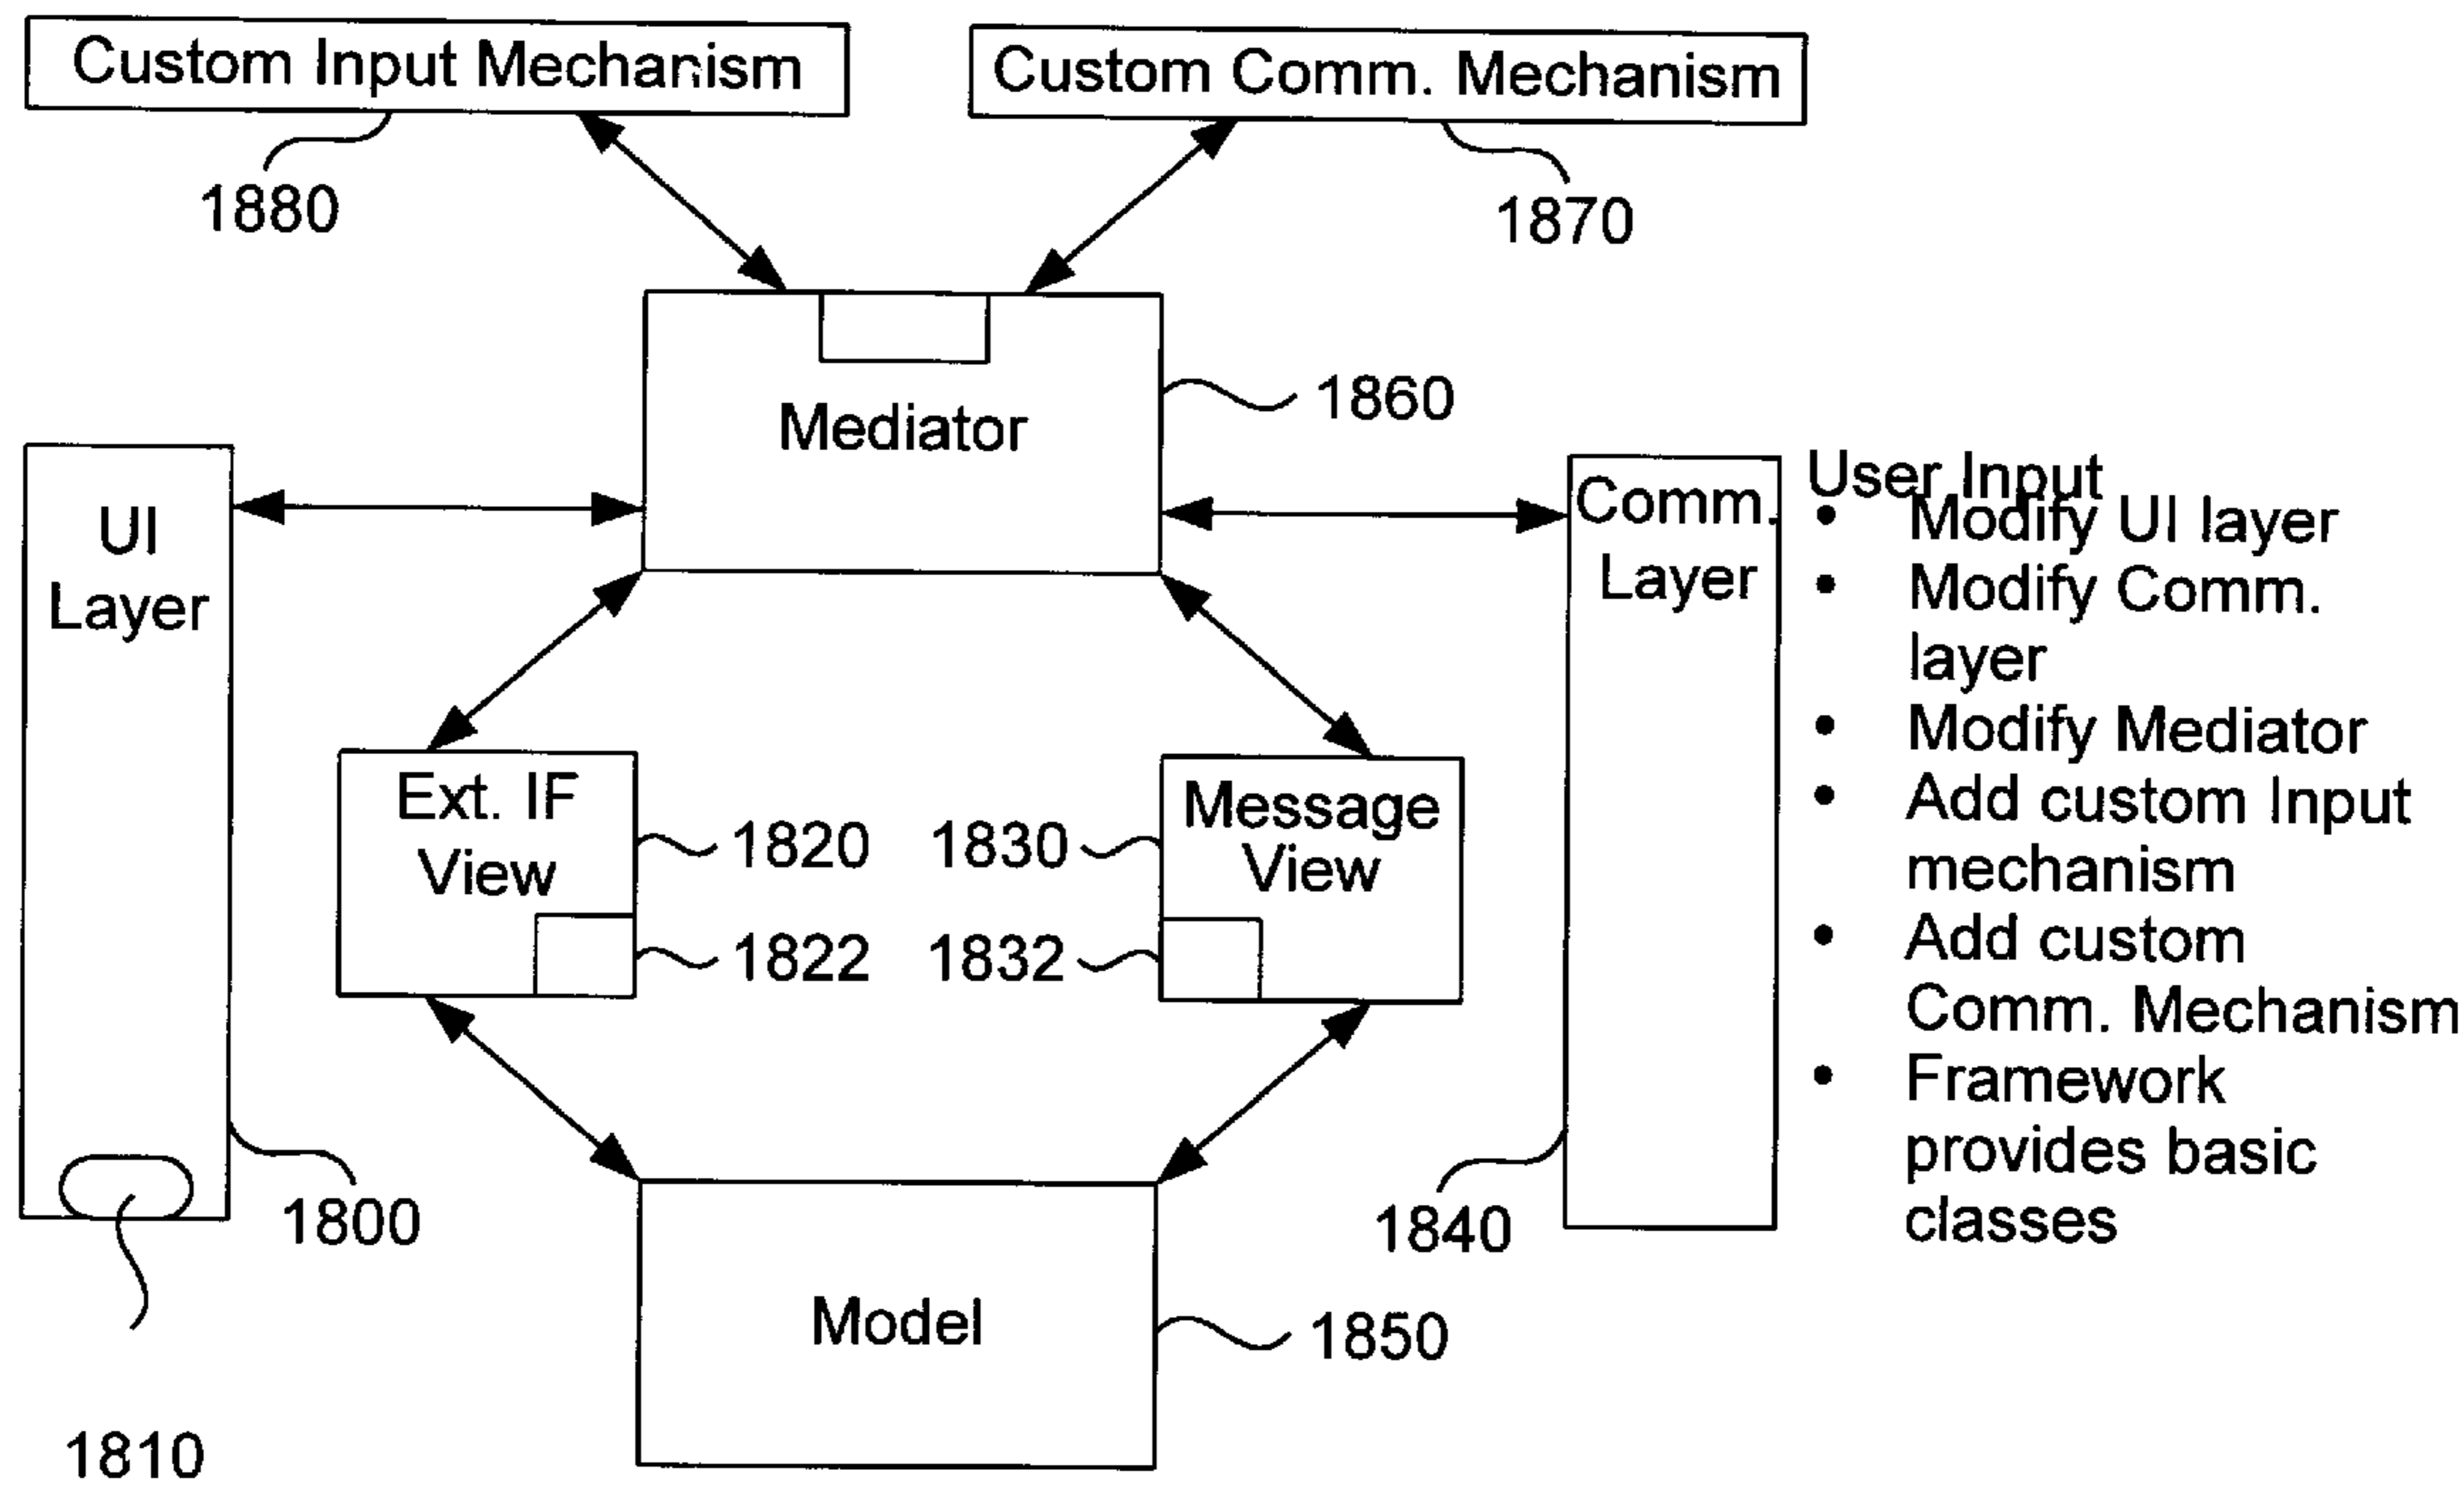 Custom Input Mechanism
Custom Comm. Mechanism
1880
1870
Mediator
1860
UI
Layer
Comm.
Layer
User Input
• Modify UI layer
• Modify Comm.
layer
• Modify Mediator
• Add custom Input
mechanism
• Add custom
Comm. Mechanism
• Framework
provides basic
classes
Ext. IF
View
1820
1822
1830
1832
Message
View
1800
1840
Model
1850
1810